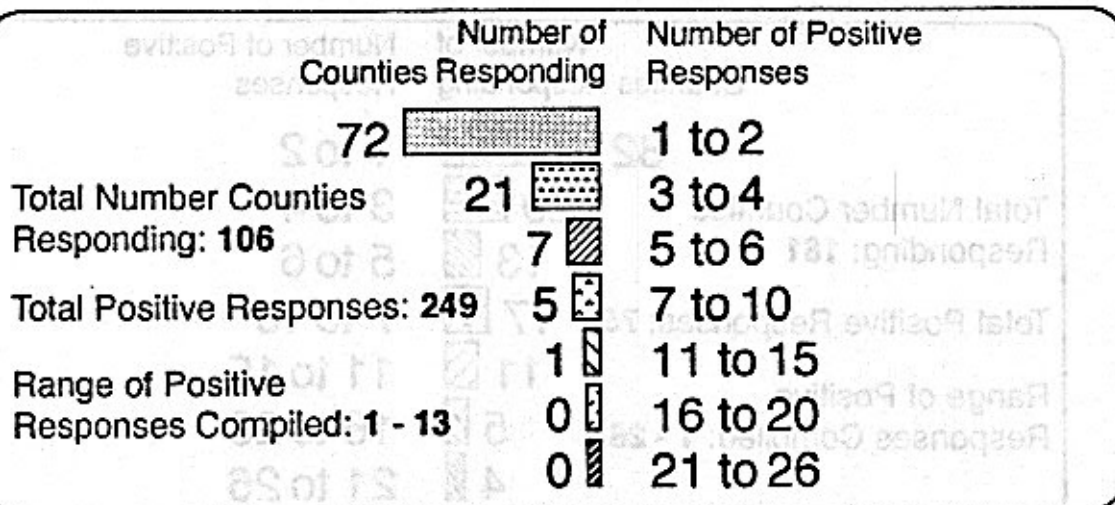 Number of Number of Positive
Counties Responding Responses
72 1 to 2
Total Number Counties 21 3 to 4
Responding: 106 7 5 to 6
Total Positive Responses: 249 5 7 to 10
1 11 to 15
Range of Positive
Responses Compiled: 1 - 13 0 16 to 20
0 21 to 26